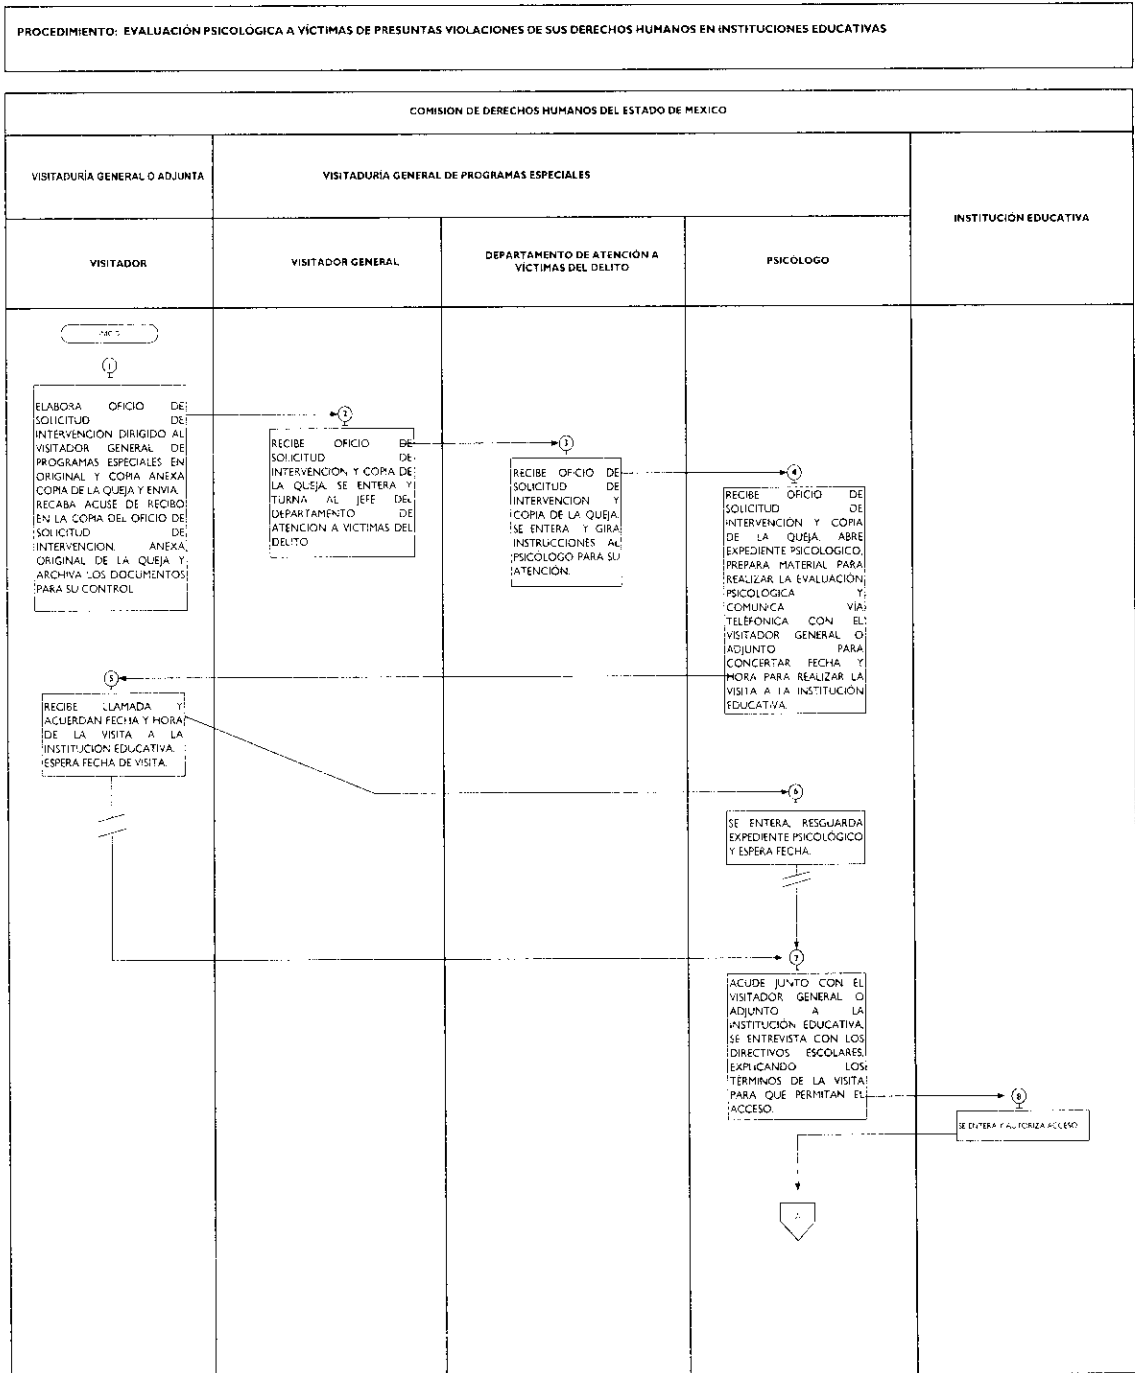 PROCEDIMIENTO: EVALUACIÓN PSICOLÓGICA A VÍCTIMAS DE PRESUNTAS VIOLACIONES DE SUS DERECHOS HUMANOS EN INSTITUCIONES EDUCATIVAS
COMISION DE DERECHOS HUMANOS DEL ESTADO DE MEXICO
VISITADURÍA GENERAL O ADJUNTA
VISITADURÍA GENERAL DE PROGRAMAS ESPECIALES
INSTITUCIÓN EDUCATIVA
VISITADOR
VISITADOR GENERAL
DEPARTAMENTO DE ATENCIÓN A
VÍCTIMAS DEL DELITO
PSICÓLOGO
INICIO
1
ELABORA OFICIO DE
SOLICITUD DE
INTERVENCION DIRIGIDO AL
VISITADOR GENERAL DE
PROGRAMAS ESPECIALES EN
ORIGINAL Y COPIA ANEXA
COPIA DE LA QUEJA Y ENVIA.
RECABA ACUSE DE RECIBO
EN LA COPIA DEL OFICIO DE
SOLICITUD DE
INTERVENCION. ANEXA
ORIGINAL DE LA QUEJA Y
ARCHIVA LOS DOCUMENTOS
PARA SU CONTROL
2
RECIBE OFICIO DE
SOLICITUD DE
INTERVENCION Y COPIA DE
LA QUEJA. SE ENTERA Y
TURNA AL JEFE DEL
DEPARTAMENTO DE
ATENCION A VICTIMAS DEL
DELITO
3
RECIBE OFICIO DE
SOLICITUD DE
INTERVENCION Y
COPIA DE LA QUEJA.
SE ENTERA Y GIRA
INSTRUCCIONES AL
PSICÓLOGO PARA SU
ATENCIÓN.
4
RECIBE OFICIO DE
SOLICITUD DE
INTERVENCIÓN Y COPIA
DE LA QUEJA. ABRE
EXPEDIENTE PSICOLOGICO,
PREPARA MATERIAL PARA
REALIZAR LA EVALUACIÓN
PSICOLOGICA Y
COMUNICA VÍA
TELÉFONICA CON EL
VISITADOR GENERAL O
ADJUNTO PARA
CONCERTAR FECHA Y
HORA PARA REALIZAR LA
VISITA A LA INSTITUCIÓN
EDUCATIVA.
5
RECIBE LLAMADA Y
ACUERDAN FECHA Y HORA
DE LA VISITA A LA
INSTITUCION EDUCATIVA.
ESPERA FECHA DE VISITA.
6
SE ENTERA, RESGUARDA
EXPEDIENTE PSICOLÓGICO
Y ESPERA FECHA.
7
ACUDE JUNTO CON EL
VISITADOR GENERAL O
ADJUNTO A LA
INSTITUCIÓN EDUCATIVA,
SE ENTREVISTA CON LOS
DIRECTIVOS ESCOLARES,
EXPLICANDO LOS
TÉRMINOS DE LA VISITA
PARA QUE PERMITAN EL
ACCESO.
8
SE ENTERA Y AUTORIZA ACCESO
A